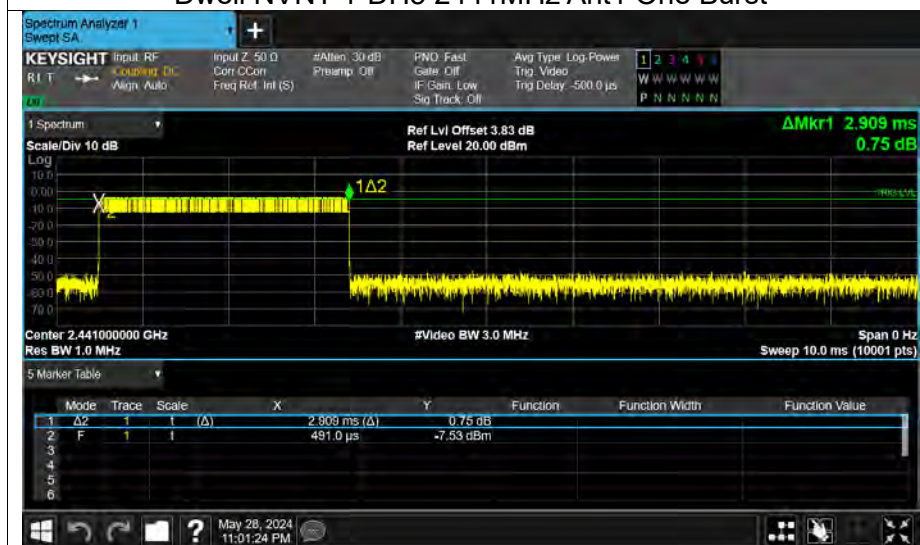 Spectrum Analyzer 1
Swept SA
+
KEYSIGHT Input: RF Input Z: 50 Ω #Atten: 30 dB PNO: Fast Avg Type: Log-Power 1 2 3 4 5 6
RLT Coupling: DC Corr CCorr Preamp: Off Gate: Off Trig: Video W W W W W W
Align: Auto Freq Ref: Int (S) IF Gain: Low Trig Delay: -500.0 µs P N N N N N
Sig Track: Off
1 Spectrum Ref Lvl Offset 3.83 dB ΔMkr1 2.909 ms
Scale/Div 10 dB Ref Level 20.00 dBm 0.75 dB
Log
10.0
0.00 1Δ2 TRIG LVL
-10.0 2
-20.0
-30.0
-40.0
-50.0
-60.0
-70.0
Center 2.441000000 GHz #Video BW 3.0 MHz Span 0 Hz
Res BW 1.0 MHz Sweep 10.0 ms (10001 pts)
5 Marker Table
Mode Trace Scale X Y Function Function Width Function Value
1 Δ2 1 t (Δ) 2.909 ms (Δ) 0.75 dB
2 F 1 t 491.0 µs -7.53 dBm
3
4
5
6
? May 28, 2024
11:01:24 PM